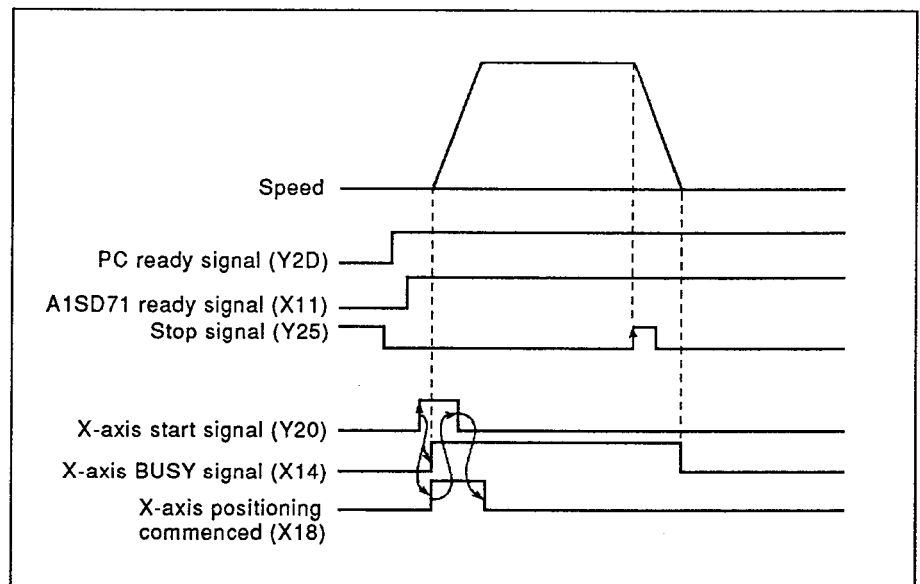 Speed
PC ready signal (Y2D)
A1SD71 ready signal (X11)
Stop signal (Y25)
X-axis start signal (Y20)
X-axis BUSY signal (X14)
X-axis positioning
commenced (X18)